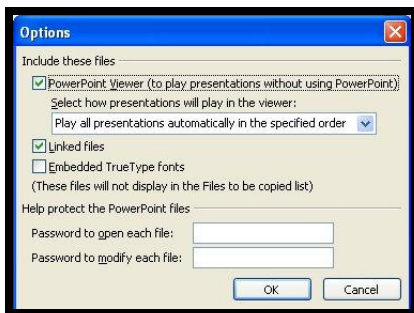 Options
Include these files
PowerPoint Viewer (to play presentations without using PowerPoint)
Select how presentations will play in the viewer:
Play all presentations automatically in the specified order
Linked files
Embedded TrueType fonts
(These files will not display in the Files to be copied list)
Help protect the PowerPoint files
Password to open each file:
Password to modify each file:
OK Cancel